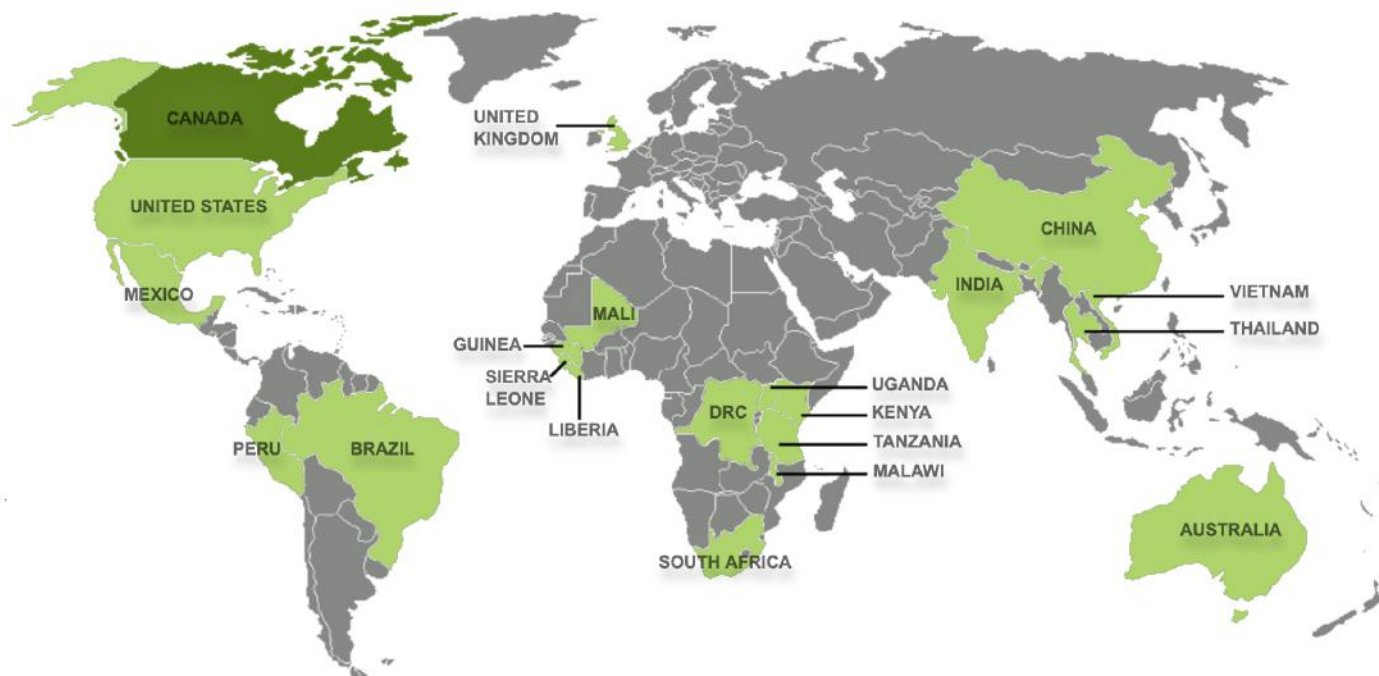 CANADA
UNITED
KINGDOM
UNITED STATES
CHINA
MEXICO
INDIA
VIETNAM
MALI
THAILAND
GUINEA
SIERRA
LEONE
LIBERIA
UGANDA
DRC
KENYA
TANZANIA
PERU
BRAZIL
MALAWI
AUSTRALIA
SOUTH AFRICA